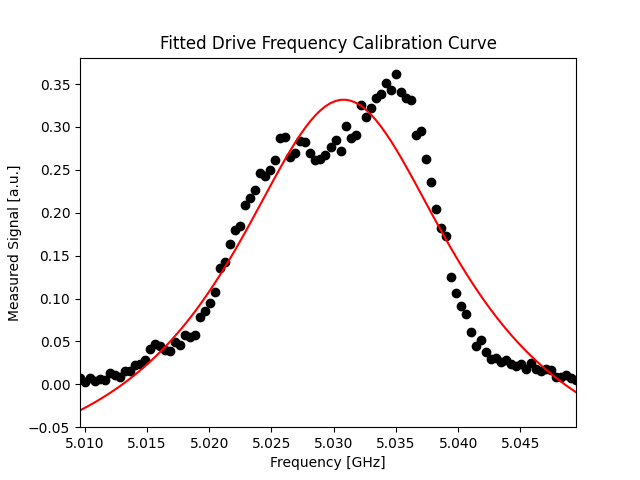 Fitted Drive Frequency Calibration Curve
Measured Signal [a.u.]
0.35
0.30
0.25
0.20
0.15
0.10
0.05
0.00
−0.05
5.010 5.015 5.020 5.025 5.030 5.035 5.040 5.045
Frequency [GHz]